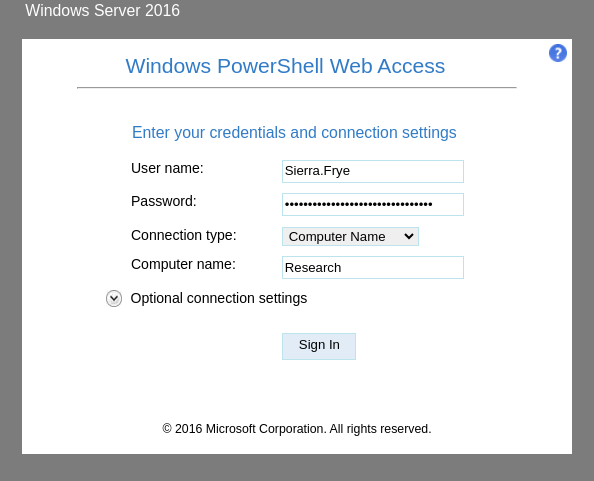 Windows Server 2016
?
Windows PowerShell Web Access
Enter your credentials and connection settings
User name: Sierra.Frye
Password: ••••••••••••••••••••••••••••••••
Connection type: Computer Name
Computer name: Research
Optional connection settings
Sign In
© 2016 Microsoft Corporation. All rights reserved.